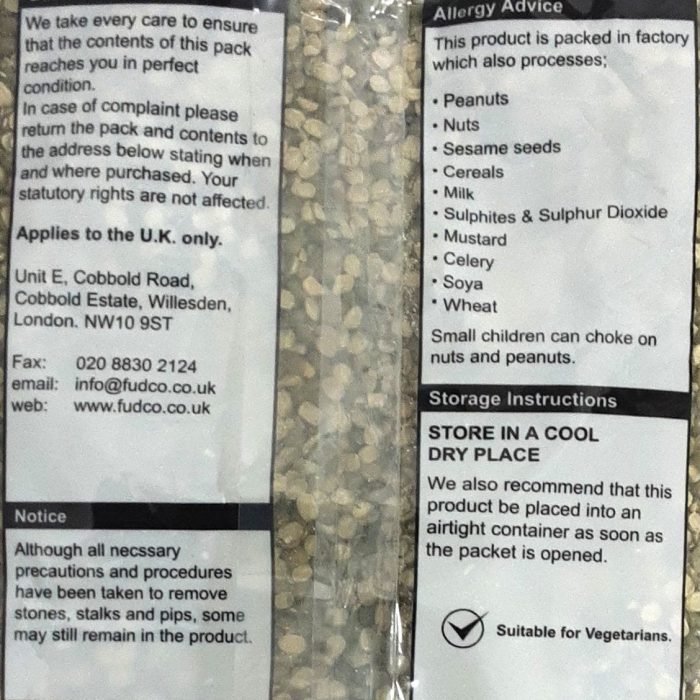 We take every care to ensure
that the contents of this pack
reaches you in perfect
condition.
In case of complaint please
return the pack and contents to
the address below stating when
and where purchased. Your
statutory rights are not affected.
Applies to the U.K. only.
Unit E, Cobbold Road,
Cobbold Estate, Willesden,
London. NW10 9ST
Fax: 020 8830 2124
email: info@fudco.co.uk
web: www.fudco.co.uk
Notice
Although all necssary
precautions and procedures
have been taken to remove
stones, stalks and pips, some
may still remain in the product.
Allergy Advice
This product is packed in factory
which also processes;
• Peanuts
• Nuts
• Sesame seeds
• Cereals
• Milk
• Sulphites & Sulphur Dioxide
• Mustard
• Celery
• Soya
• Wheat
Small children can choke on
nuts and peanuts.
Storage Instructions
STORE IN A COOL
DRY PLACE
We also recommend that this
product be placed into an
airtight container as soon as
the packet is opened.
Suitable for Vegetarians.